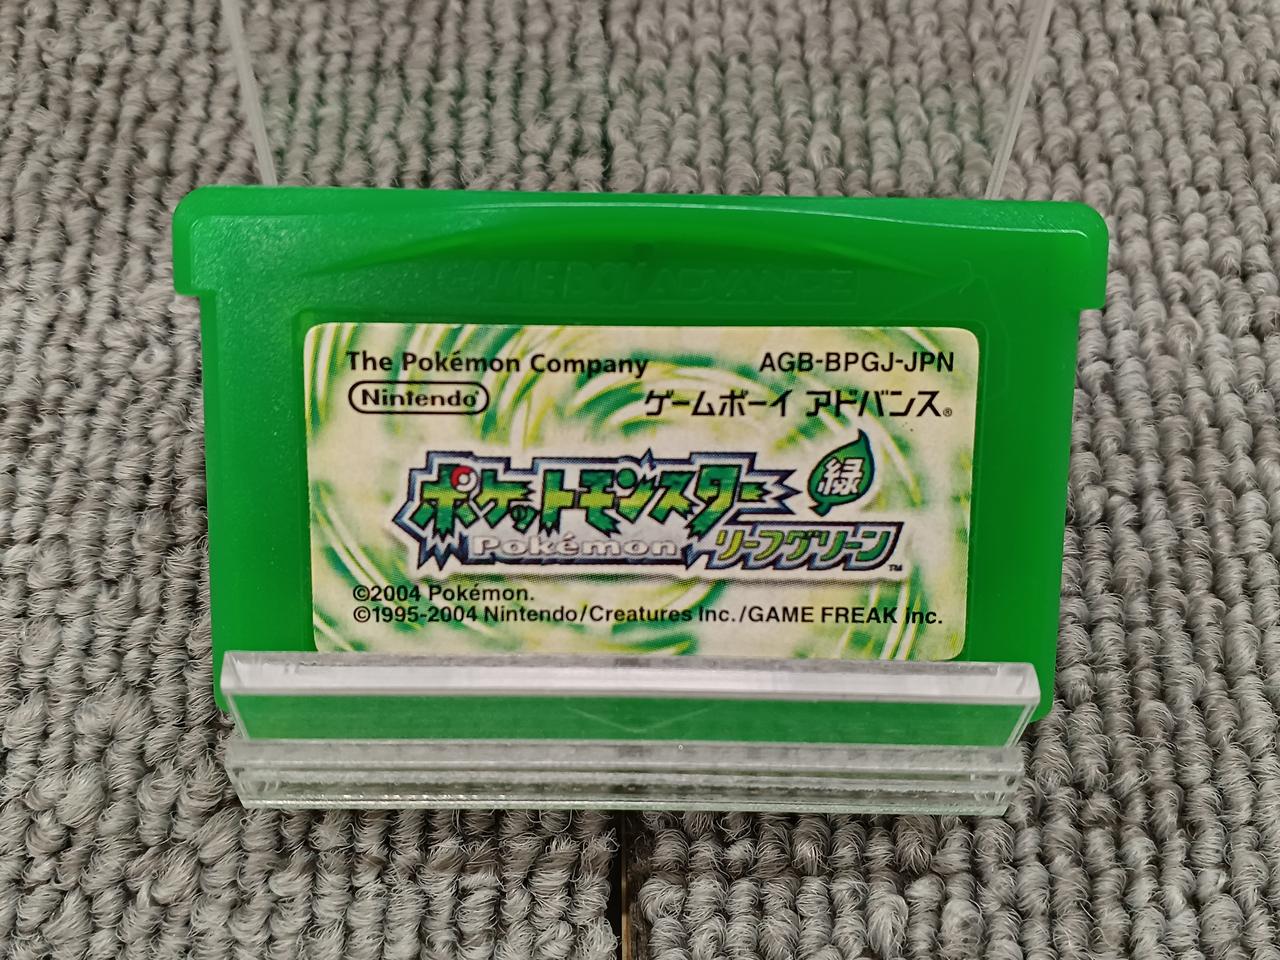 GAME BOY ADVANCE
The Pokémon Company AGB-BPGJ-JPN
Nintendo® ゲームボーイ アドバンス®
ポケットモンスター 緑
Pokémon リーフグリーン™
©2004 Pokémon.
©1995-2004 Nintendo/Creatures Inc./GAME FREAK inc.